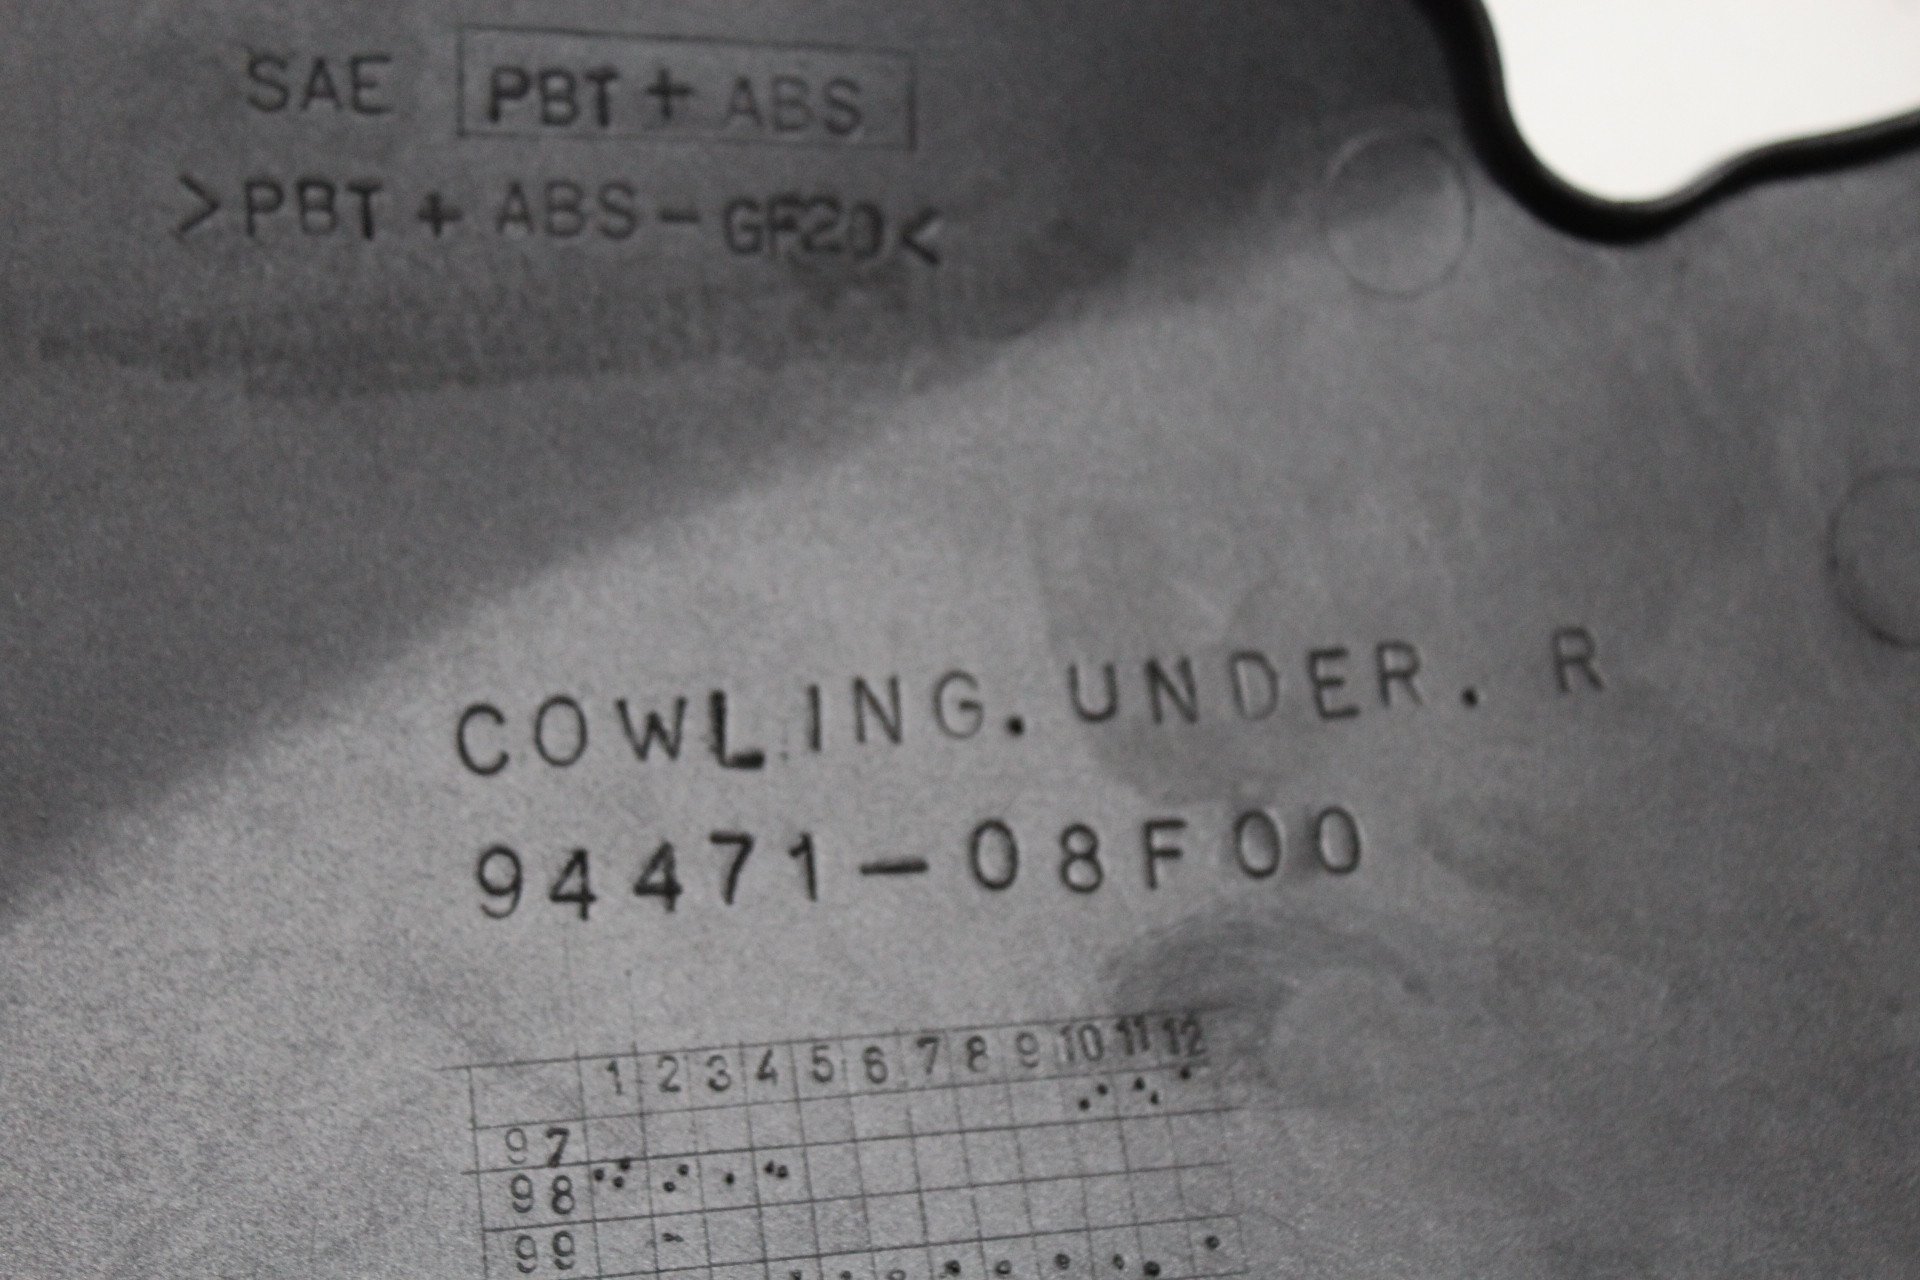 SAE PBT + ABS
>PBT + ABS-GF20<
COWLING.UNDER. R
94471-08F00
1 2 3 4 5 6 7 8 9 10 11 12
97
98
99